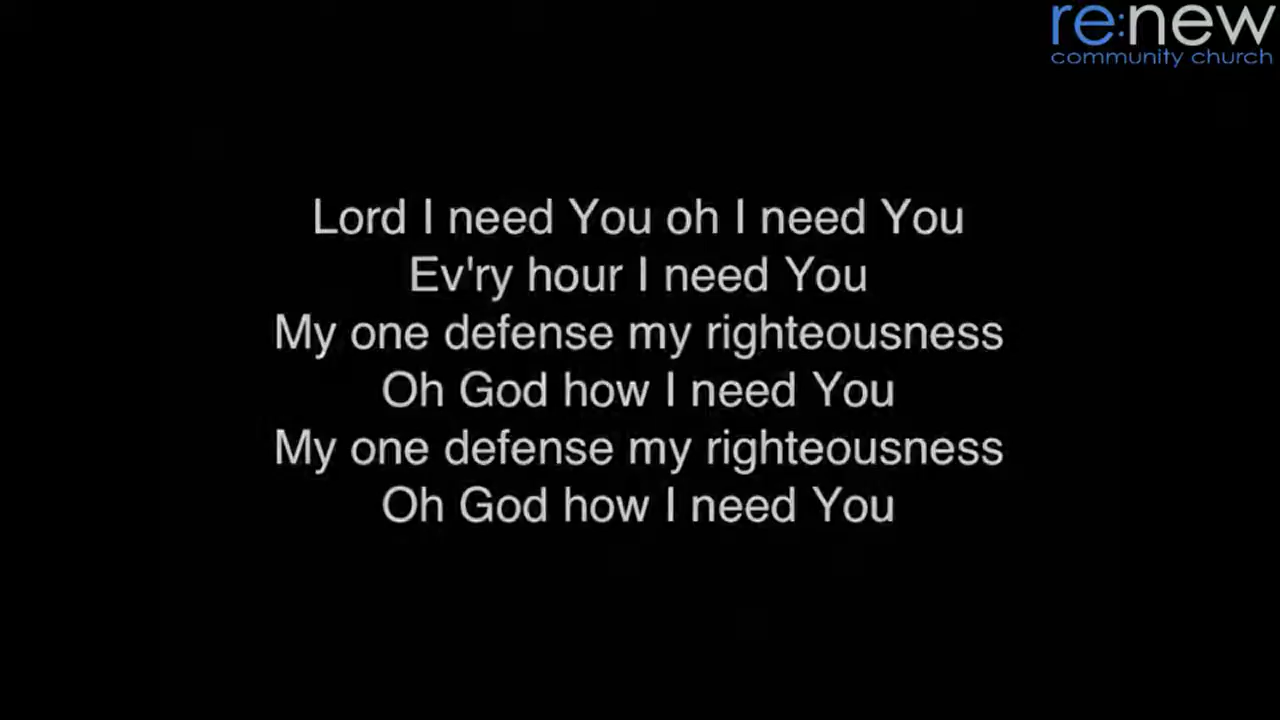 re:new
community church
Lord I need You oh I need You
Ev'ry hour I need You
My one defense my righteousness
Oh God how I need You
My one defense my righteousness
Oh God how I need You